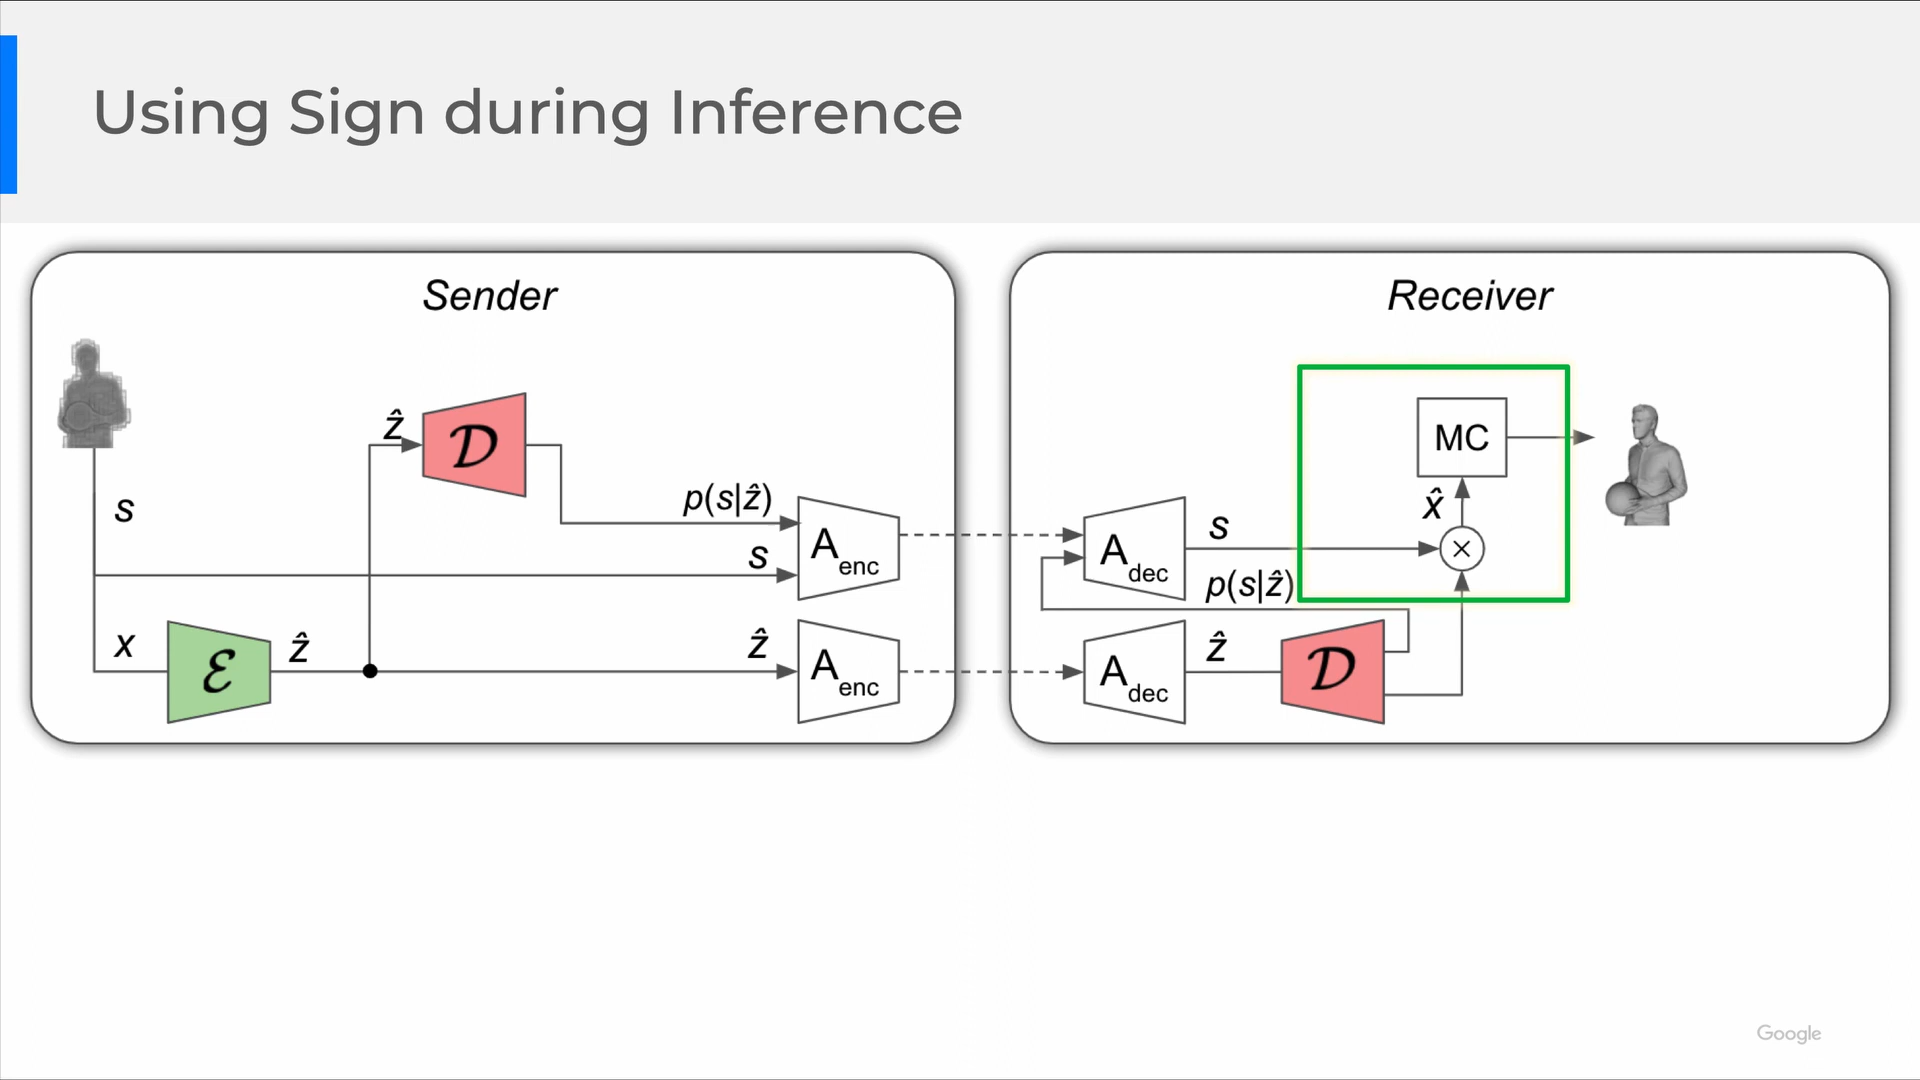 Using Sign during Inference
Sender
Receiver
ẑ
D
MC
s
p(s|ẑ)
x̂
A enc
s
A dec
s
×
p(s|ẑ)
x
ℰ
ẑ
ẑ
A enc
A dec
ẑ
D
Google